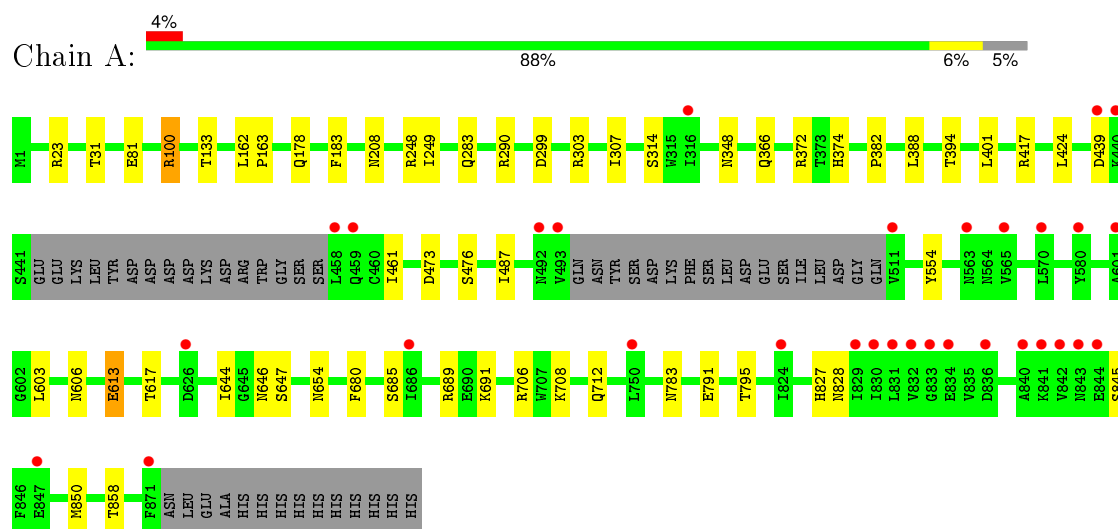 4%
Chain A:
88% 6% 5%
M1 R23 T31 E81 R100 T133 L162 P163 Q178 F183 N208 R248 I249 Q283 R290 D299 R303 I307 S314 W315 I316 N348 Q366 R372 T373 H374 P382 L388 T394 L401 R417 L424 D439 K440
S441 GLU GLU LYS LEU TYR ASP ASP ASP ASP LYS ASP ARG TRP GLY SER SER L458 Q459 C460 I461 D473 S476 I487 N492 V493 GLN ASN TYR SER ASP LYS PHE SER LEU ASP GLU SER ILE LEU ASP GLY GLN V511 Y554 N563 N564 V565 L570 Y580 A601
G602 L603 N606 E613 T617 D626 I644 G645 N646 S647 N654 F680 S685 I686 R689 E690 K691 R706 W707 K708 Q712 L750 N783 E791 T795 I824 H827 N828 I829 I830 L831 V832 G833 E834 V835 D836 A840 K841 V842 N843 E844 S845
F846 E847 M850 T858 F871 ASN LEU GLU ALA HIS HIS HIS HIS HIS HIS HIS HIS HIS HIS